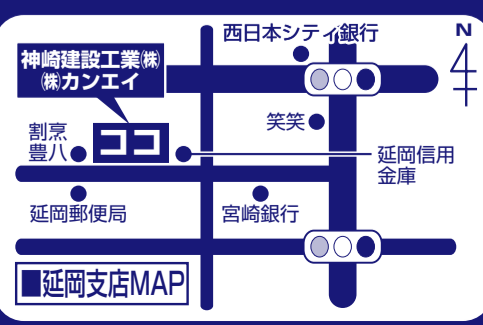 西日本シティ銀行
N
神崎建設工業㈱
㈱カンエイ
笑笑
割烹
豊八
ココ
延岡信用
金庫
延岡郵便局
宮崎銀行
■延岡支店MAP